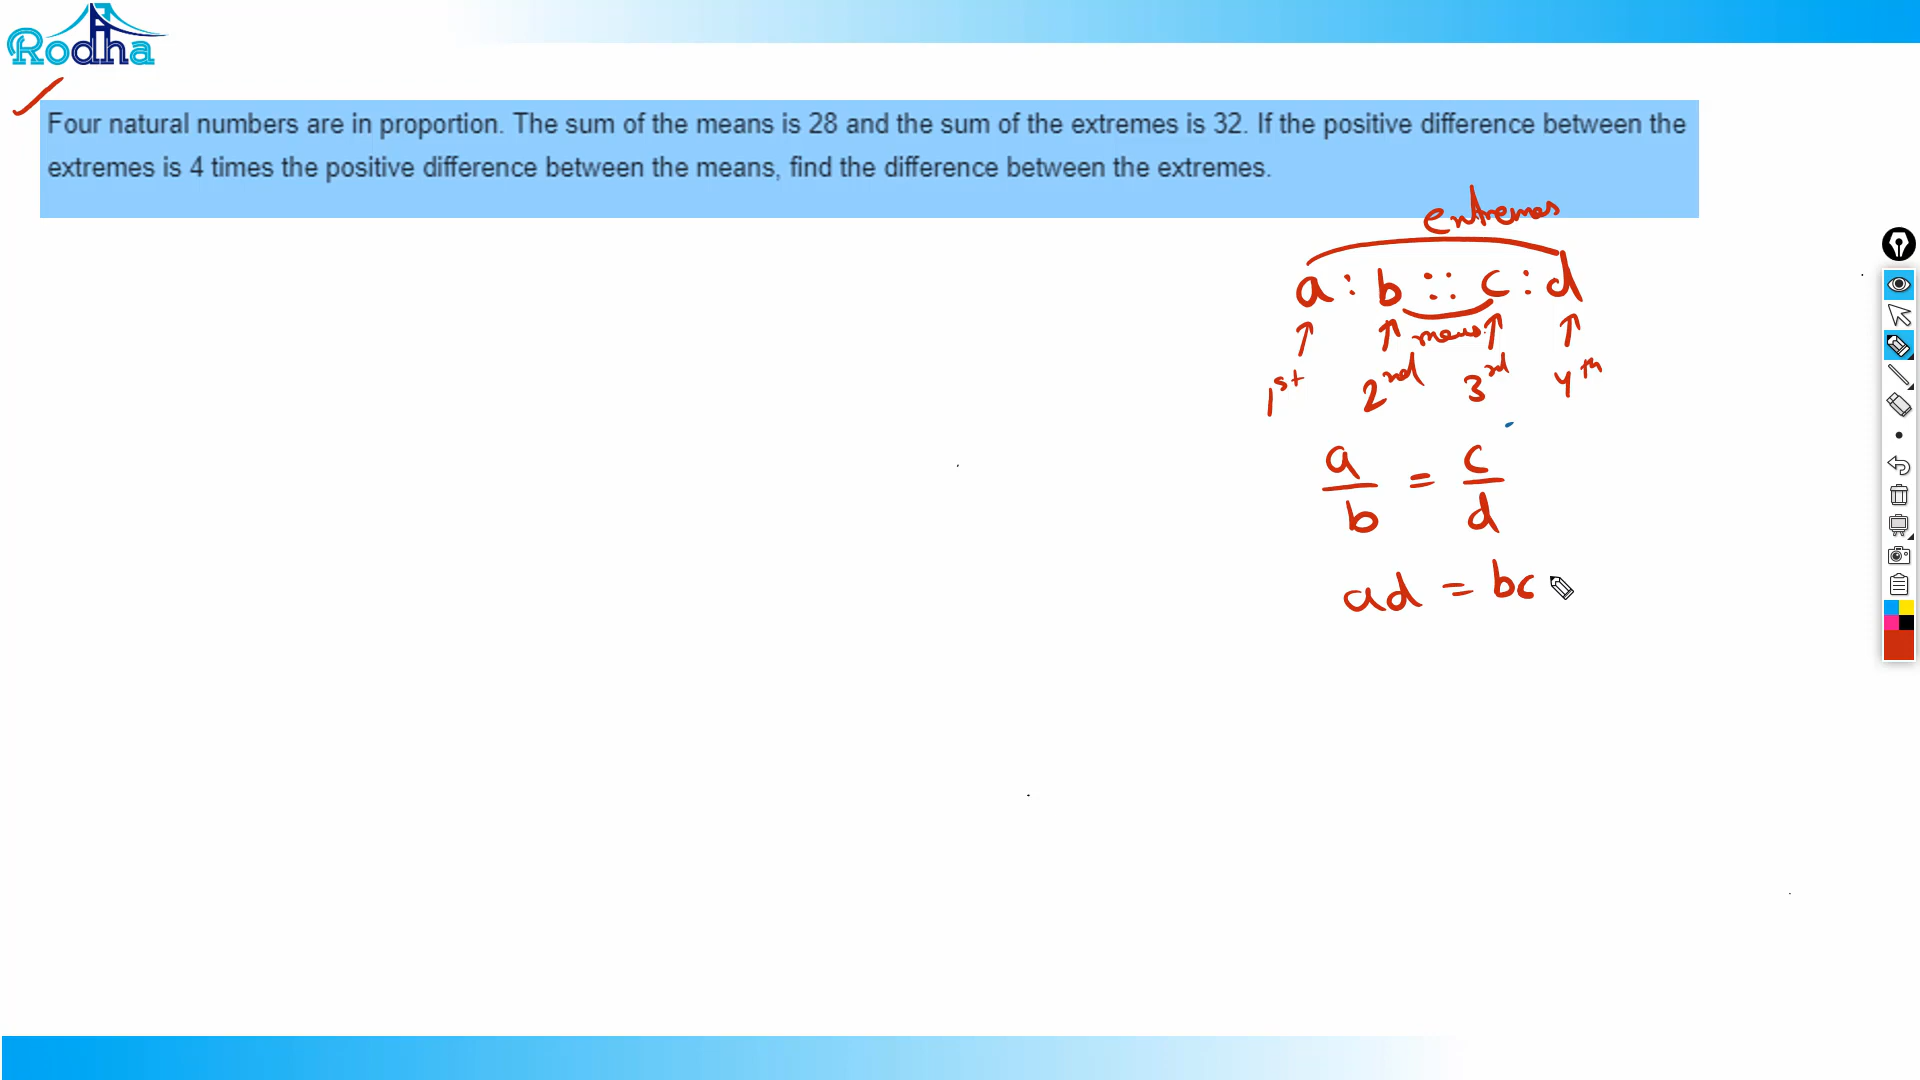 Rodha
Four natural numbers are in proportion. The sum of the means is 28 and the sum of the extremes is 32. If the positive difference between the
extremes is 4 times the positive difference between the means, find the difference between the extremes.
extremes
a : b :: c : d
means
1st 2nd 3rd 4th
a/b = c/d
ad = bc